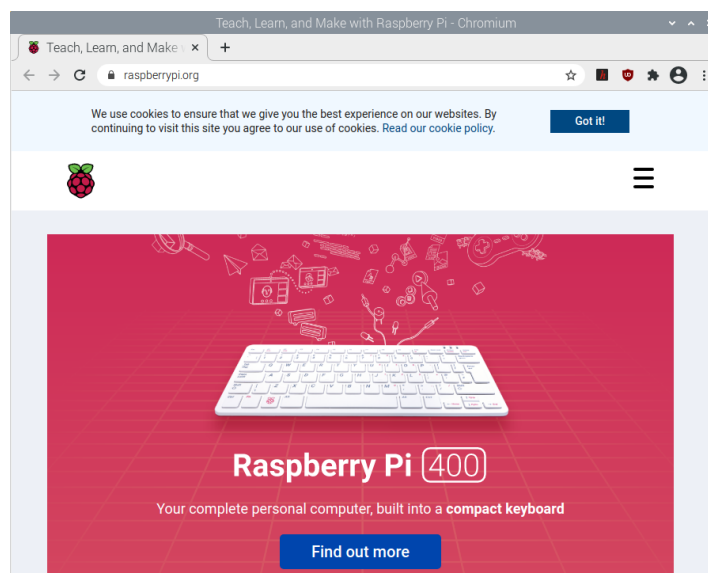 Teach, Learn, and Make with Raspberry Pi - Chromium
Teach, Learn, and Make
raspberrypi.org
We use cookies to ensure that we give you the best experience on our websites. By
continuing to visit this site you agree to our use of cookies. Read our cookie policy.
Got it!
Raspberry Pi 400
Your complete personal computer, built into a compact keyboard
Find out more